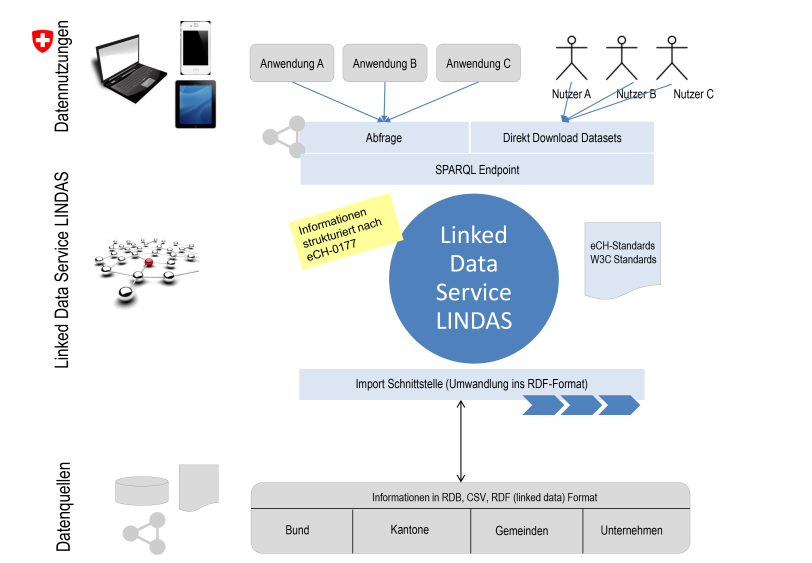 Datennutzungen
Anwendung A
Anwendung B
Anwendung C
Nutzer A
Nutzer B
Nutzer C
Abfrage
Direkt Download Datasets
SPARQL Endpoint
Linked Data Service LINDAS
Informationen
strukturiert nach
eCH-0177
Linked
Data
Service
LINDAS
eCH-Standards
W3C Standards
Import Schnittstelle (Umwandlung ins RDF-Format)
Datenquellen
Informationen in RDB, CSV, RDF (linked data) Format
Bund
Kantone
Gemeinden
Unternehmen